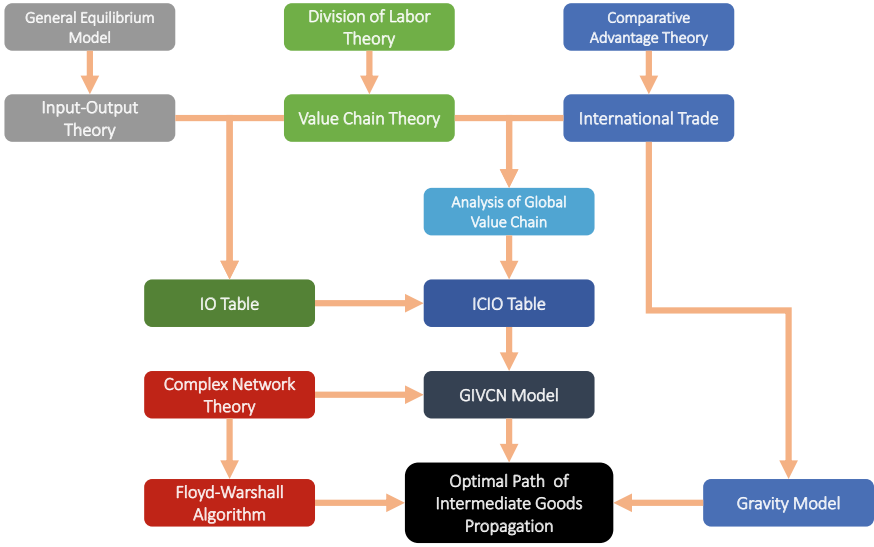 General Equilibrium
Model
Division of Labor
Theory
Comparative
Advantage Theory
Input-Output
Theory
Value Chain Theory
International Trade
Analysis of Global
Value Chain
IO Table
ICIO Table
Complex Network
Theory
GIVCN Model
Floyd-Warshall
Algorithm
Optimal Path of
Intermediate Goods
Propagation
Gravity Model